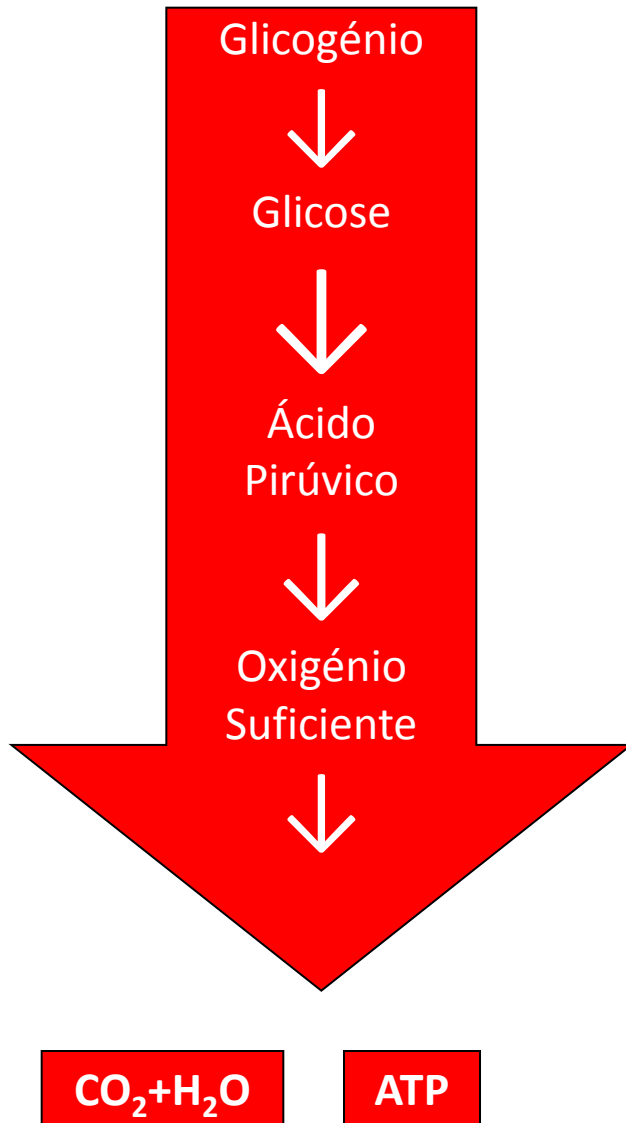 Glicogénio
Glicose
Ácido
Pirúvico
Oxigénio
Suficiente
CO₂+H₂O ATP